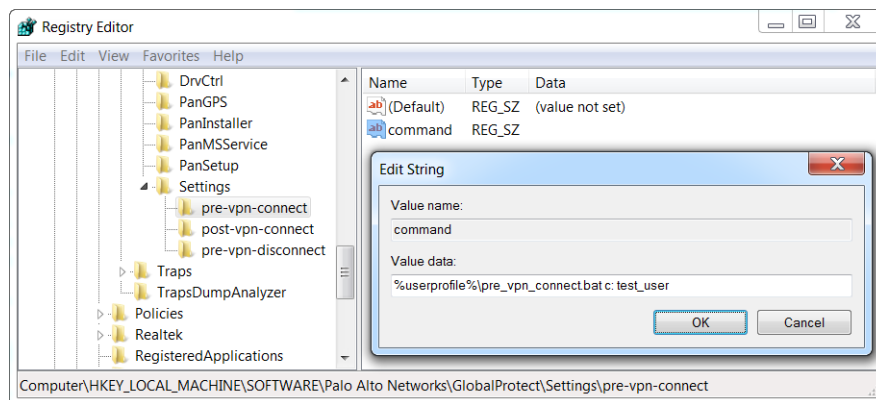 Registry Editor
File Edit View Favorites Help
DrvCtrl
PanGPS
PanInstaller
PanMSService
PanSetup
Settings
pre-vpn-connect
post-vpn-connect
pre-vpn-disconnect
Traps
TrapsDumpAnalyzer
Policies
Realtek
RegisteredApplications
Name Type Data
ab (Default) REG_SZ (value not set)
ab command REG_SZ
Edit String
Value name:
command
Value data:
%userprofile%\pre_vpn_connect.bat c: test_user
OK Cancel
Computer\HKEY_LOCAL_MACHINE\SOFTWARE\Palo Alto Networks\GlobalProtect\Settings\pre-vpn-connect